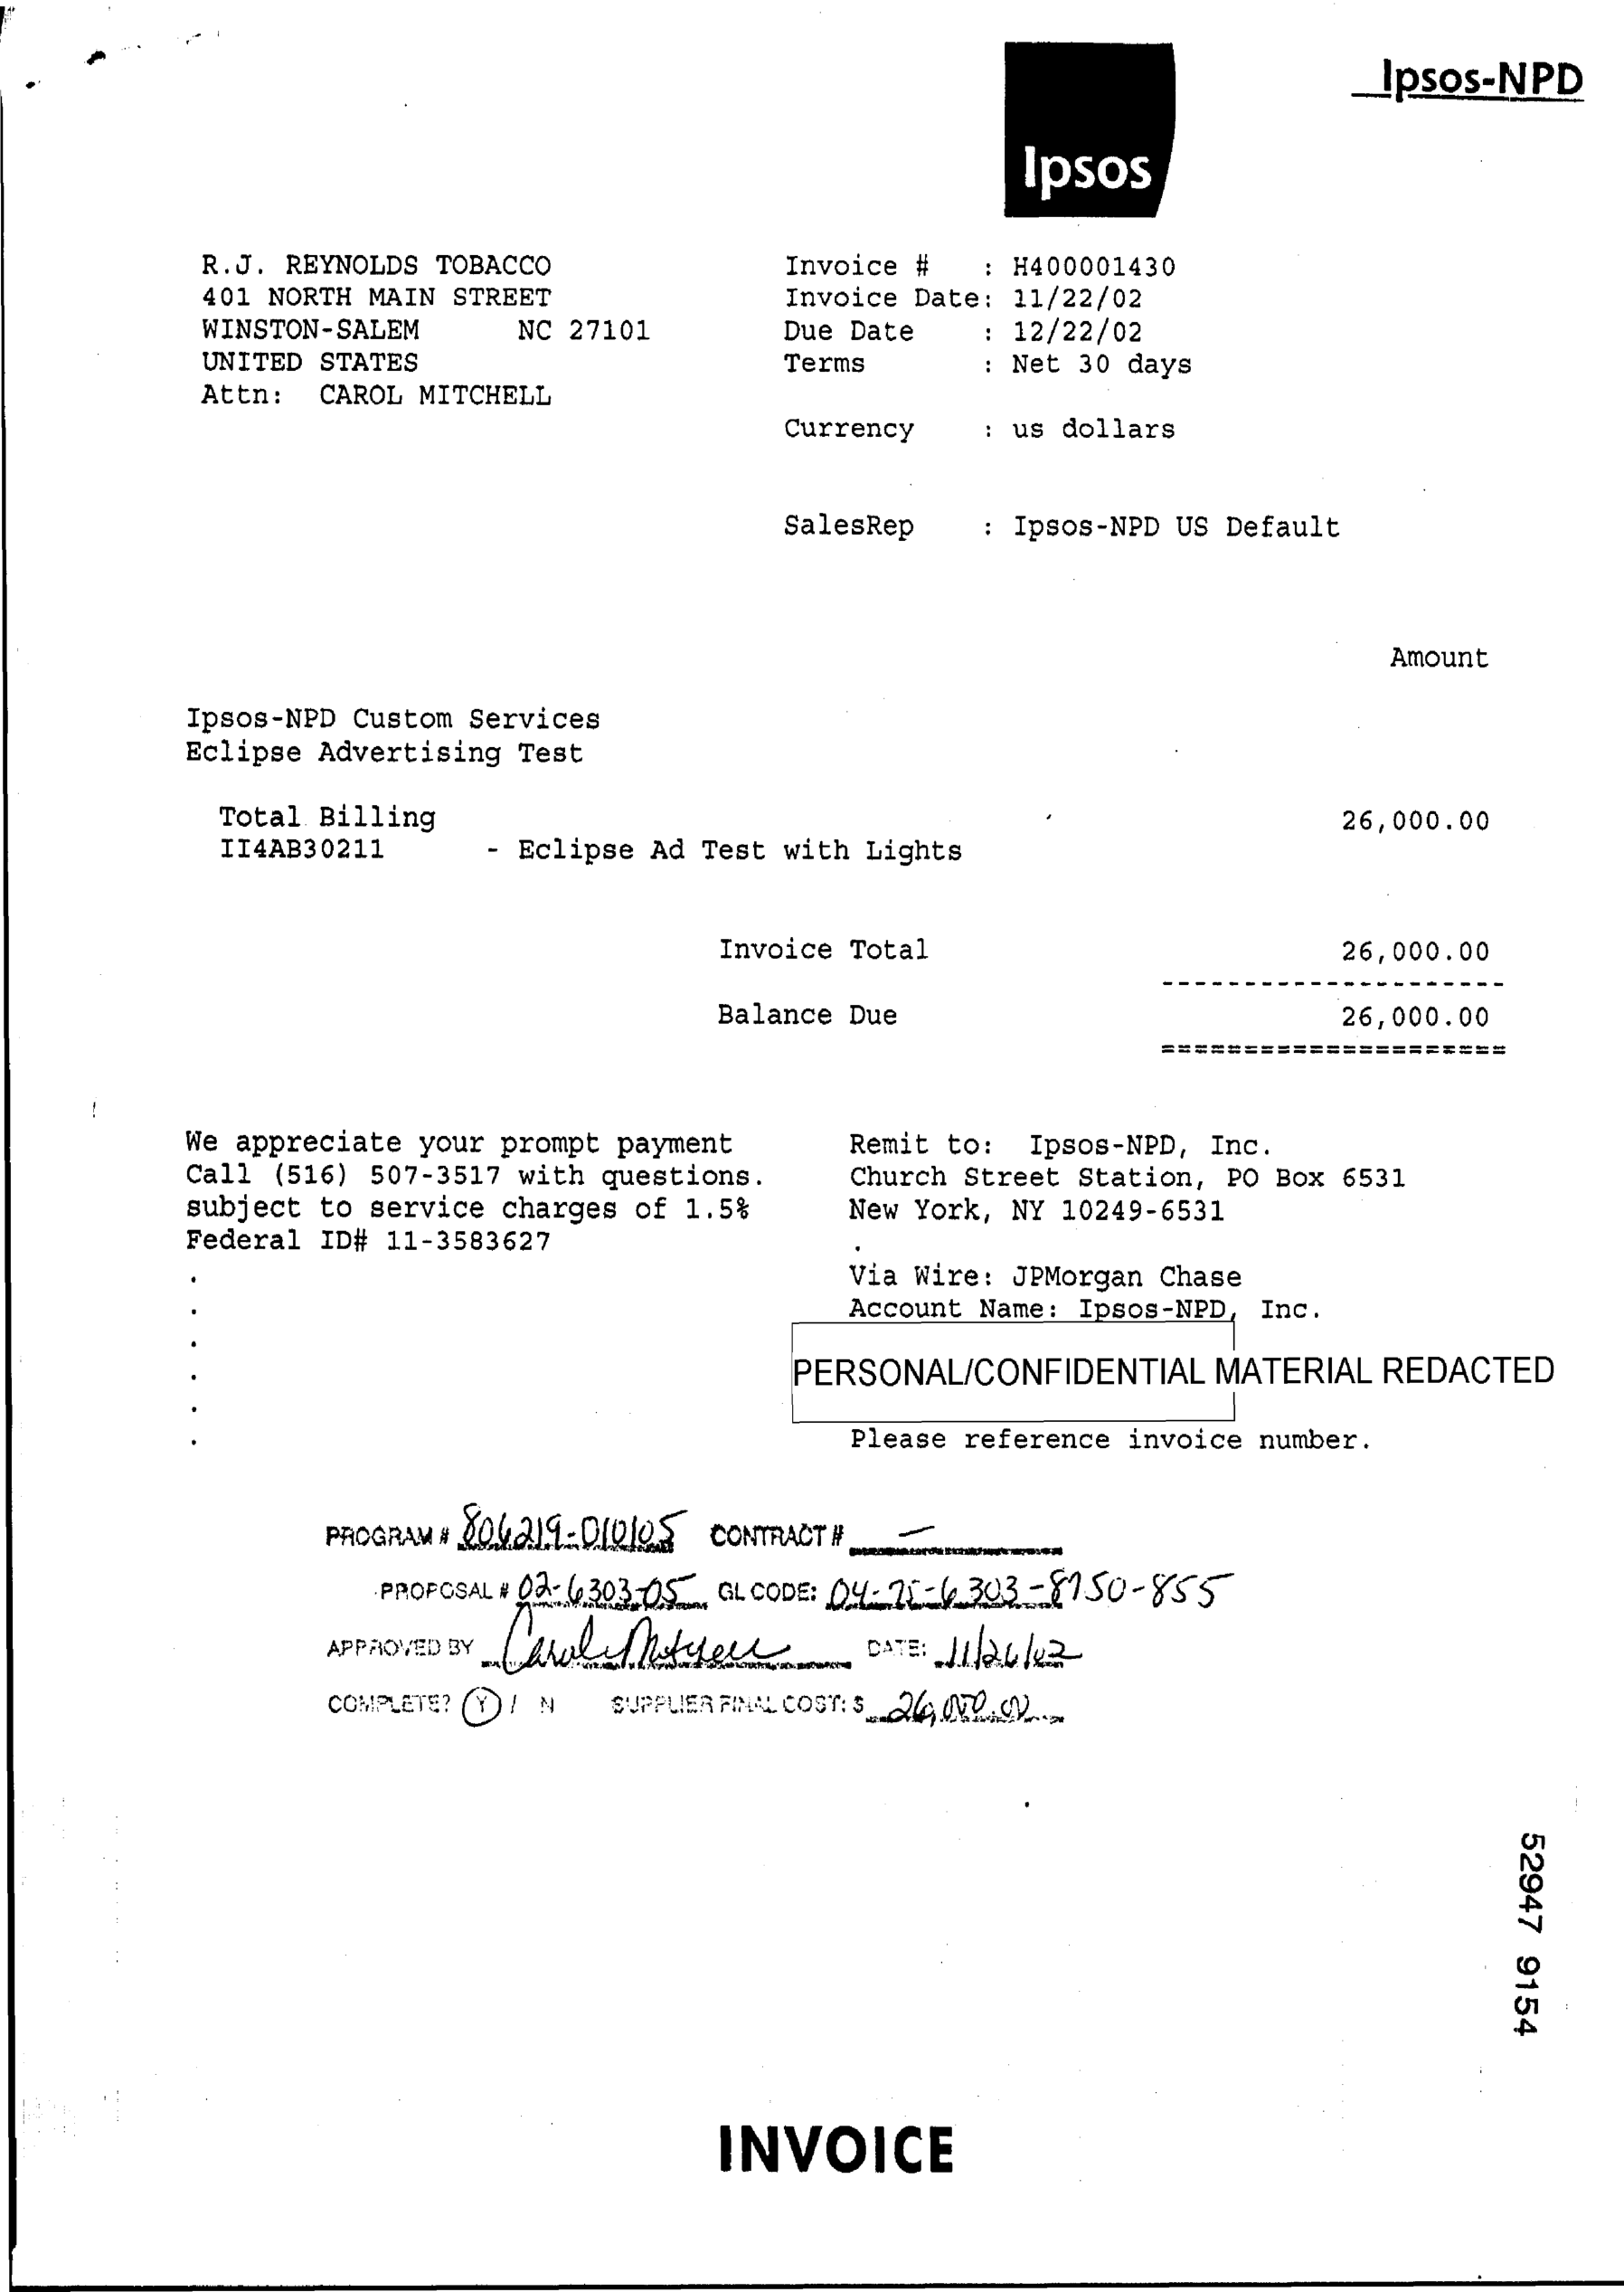 Ipsos-NPD
Ipsos
R.J. REYNOLDS TOBACCO
401 NORTH MAIN STREET
WINSTON-SALEM NC 27101
UNITED STATES
Attn: CAROL MITCHELL
Invoice # : H400001430
Invoice Date: 11/22/02
Due Date : 12/22/02
Terms : Net 30 days
Currency : us dollars
SalesRep : Ipsos-NPD US Default
Amount
Ipsos-NPD Custom Services
Eclipse Advertising Test
Total Billing 26,000.00
II4AB30211 - Eclipse Ad Test with Lights
Invoice Total 26,000.00
Balance Due 26,000.00
We appreciate your prompt payment
Call (516) 507-3517 with questions.
subject to service charges of 1.5%
Federal ID# 11-3583627
Remit to: Ipsos-NPD, Inc.
Church Street Station, PO Box 6531
New York, NY 10249-6531
Via Wire: JPMorgan Chase
Account Name: Ipsos-NPD, Inc.
PERSONAL/CONFIDENTIAL MATERIAL REDACTED
Please reference invoice number.
PROGRAM # 806219-010105 CONTRACT # —
PROPOSAL # 02-6303-05 GL CODE: 04-75-6303-8750-855
APPROVED BY Carol Mitchell DATE: 11/26/02
COMPLETE? Y / N SUPPLIER FINAL COST: $ 26,000.00
52947 9154
INVOICE